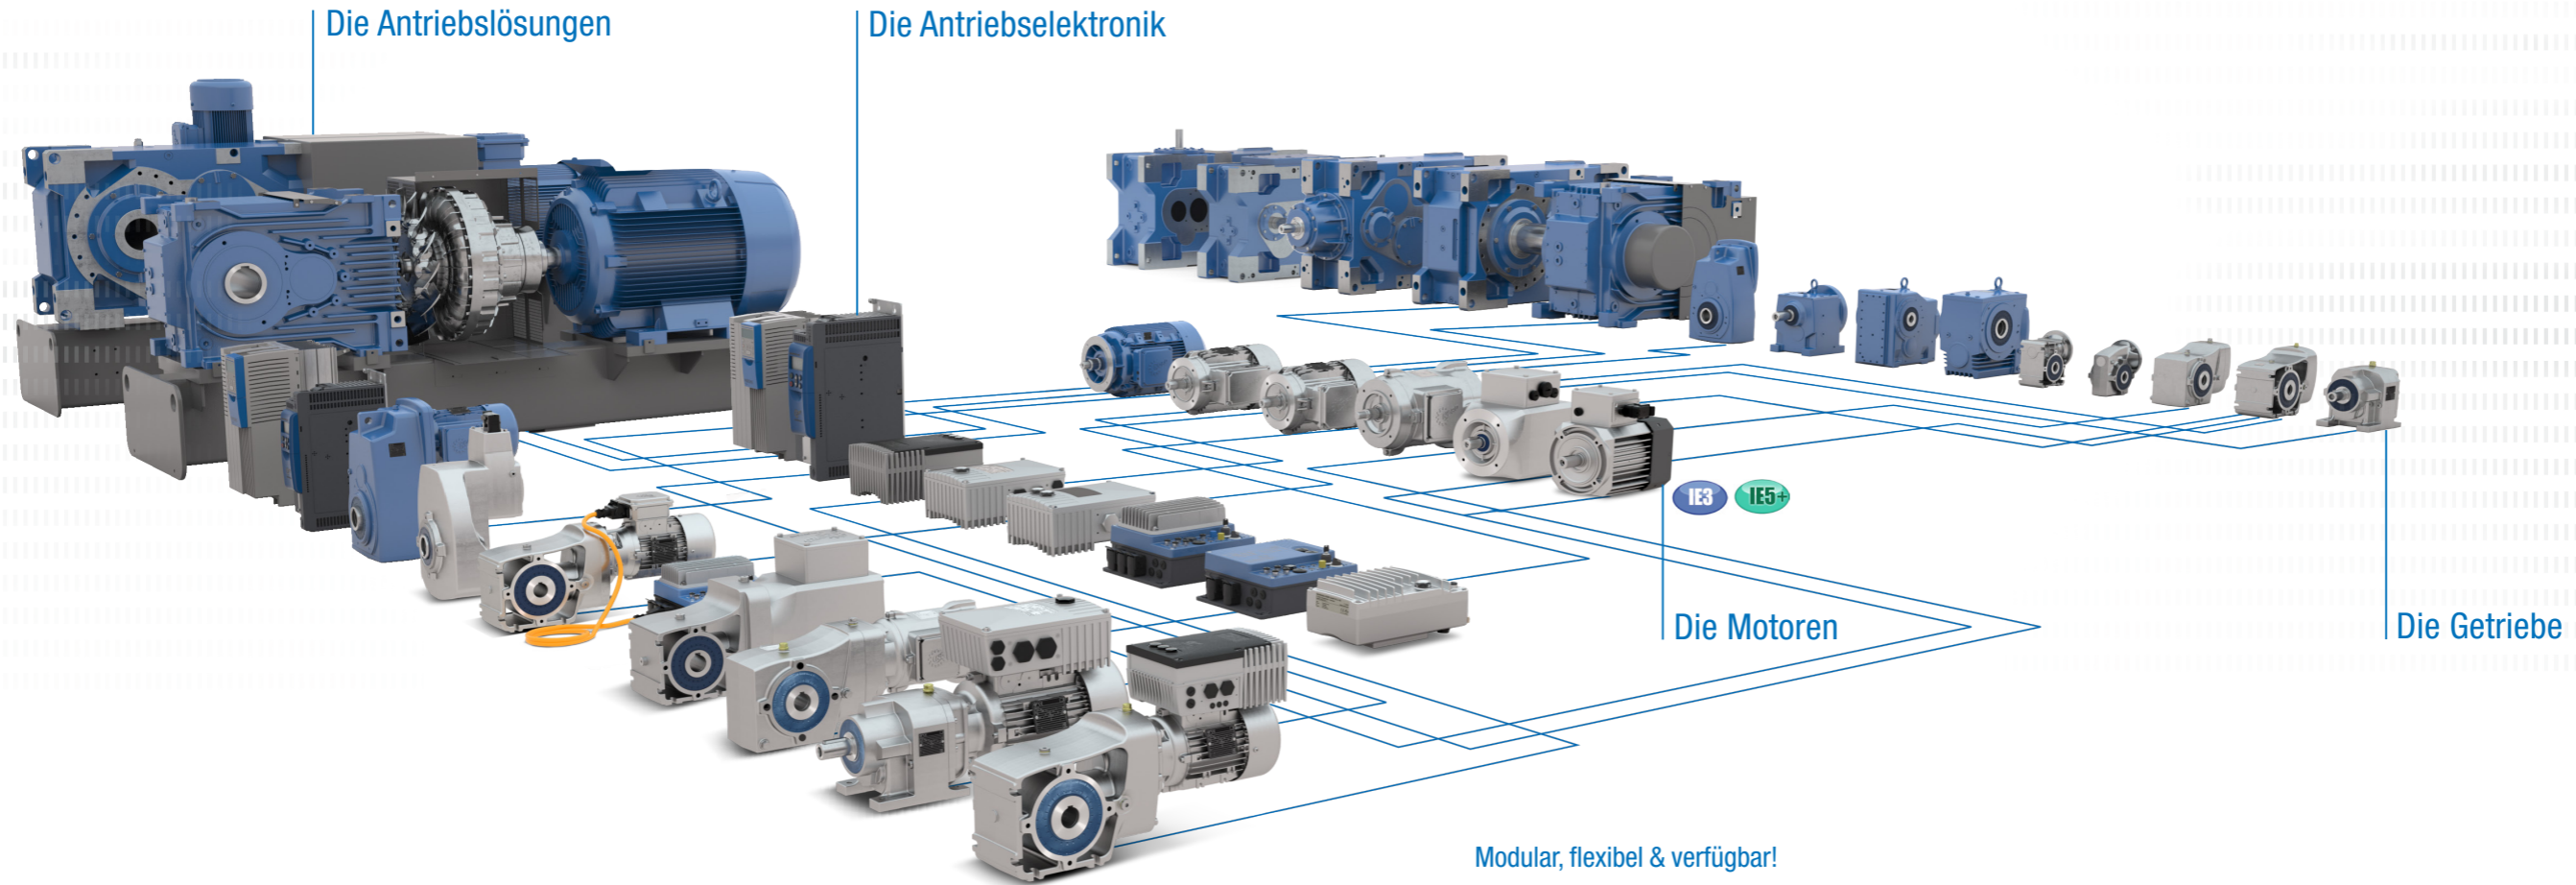 Die Antriebslösungen
Die Antriebselektronik
IE3
IE5+
Die Motoren
Die Getriebe
Modular, flexibel & verfügbar!